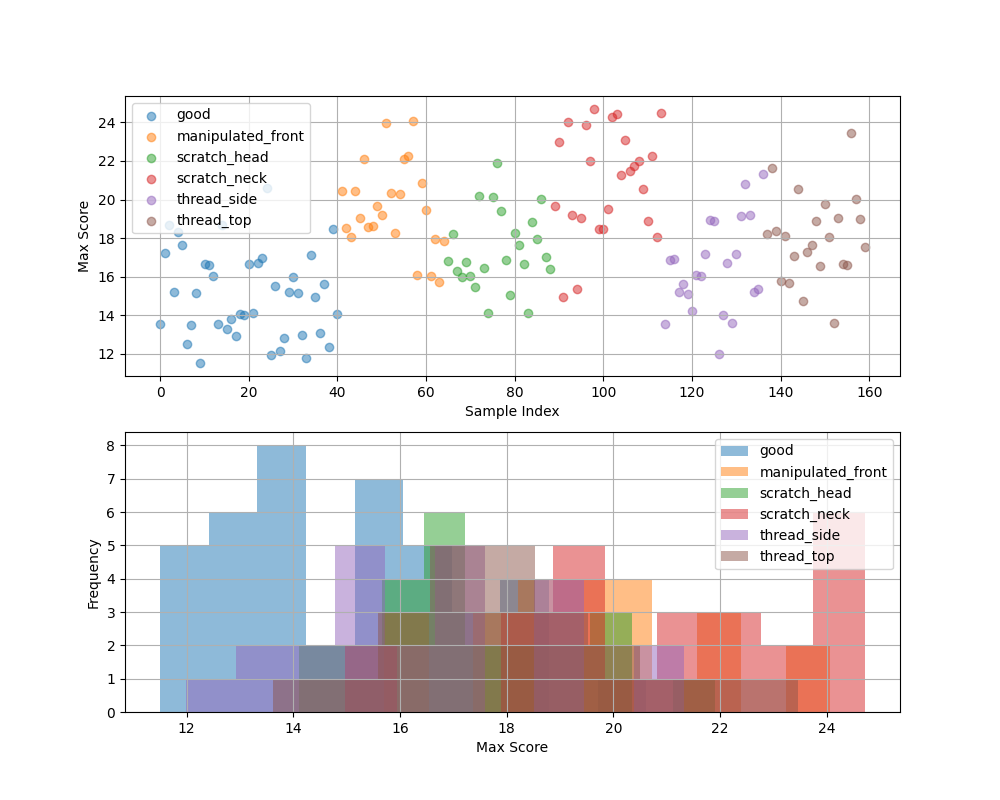 24
22
20
18
16
14
12
Max Score
good
manipulated_front
scratch_head
scratch_neck
thread_side
thread_top
0 20 40 60 80 100 120 140 160
Sample Index
8
7
6
5
4
3
2
1
0
Frequency
good
manipulated_front
scratch_head
scratch_neck
thread_side
thread_top
12 14 16 18 20 22 24
Max Score